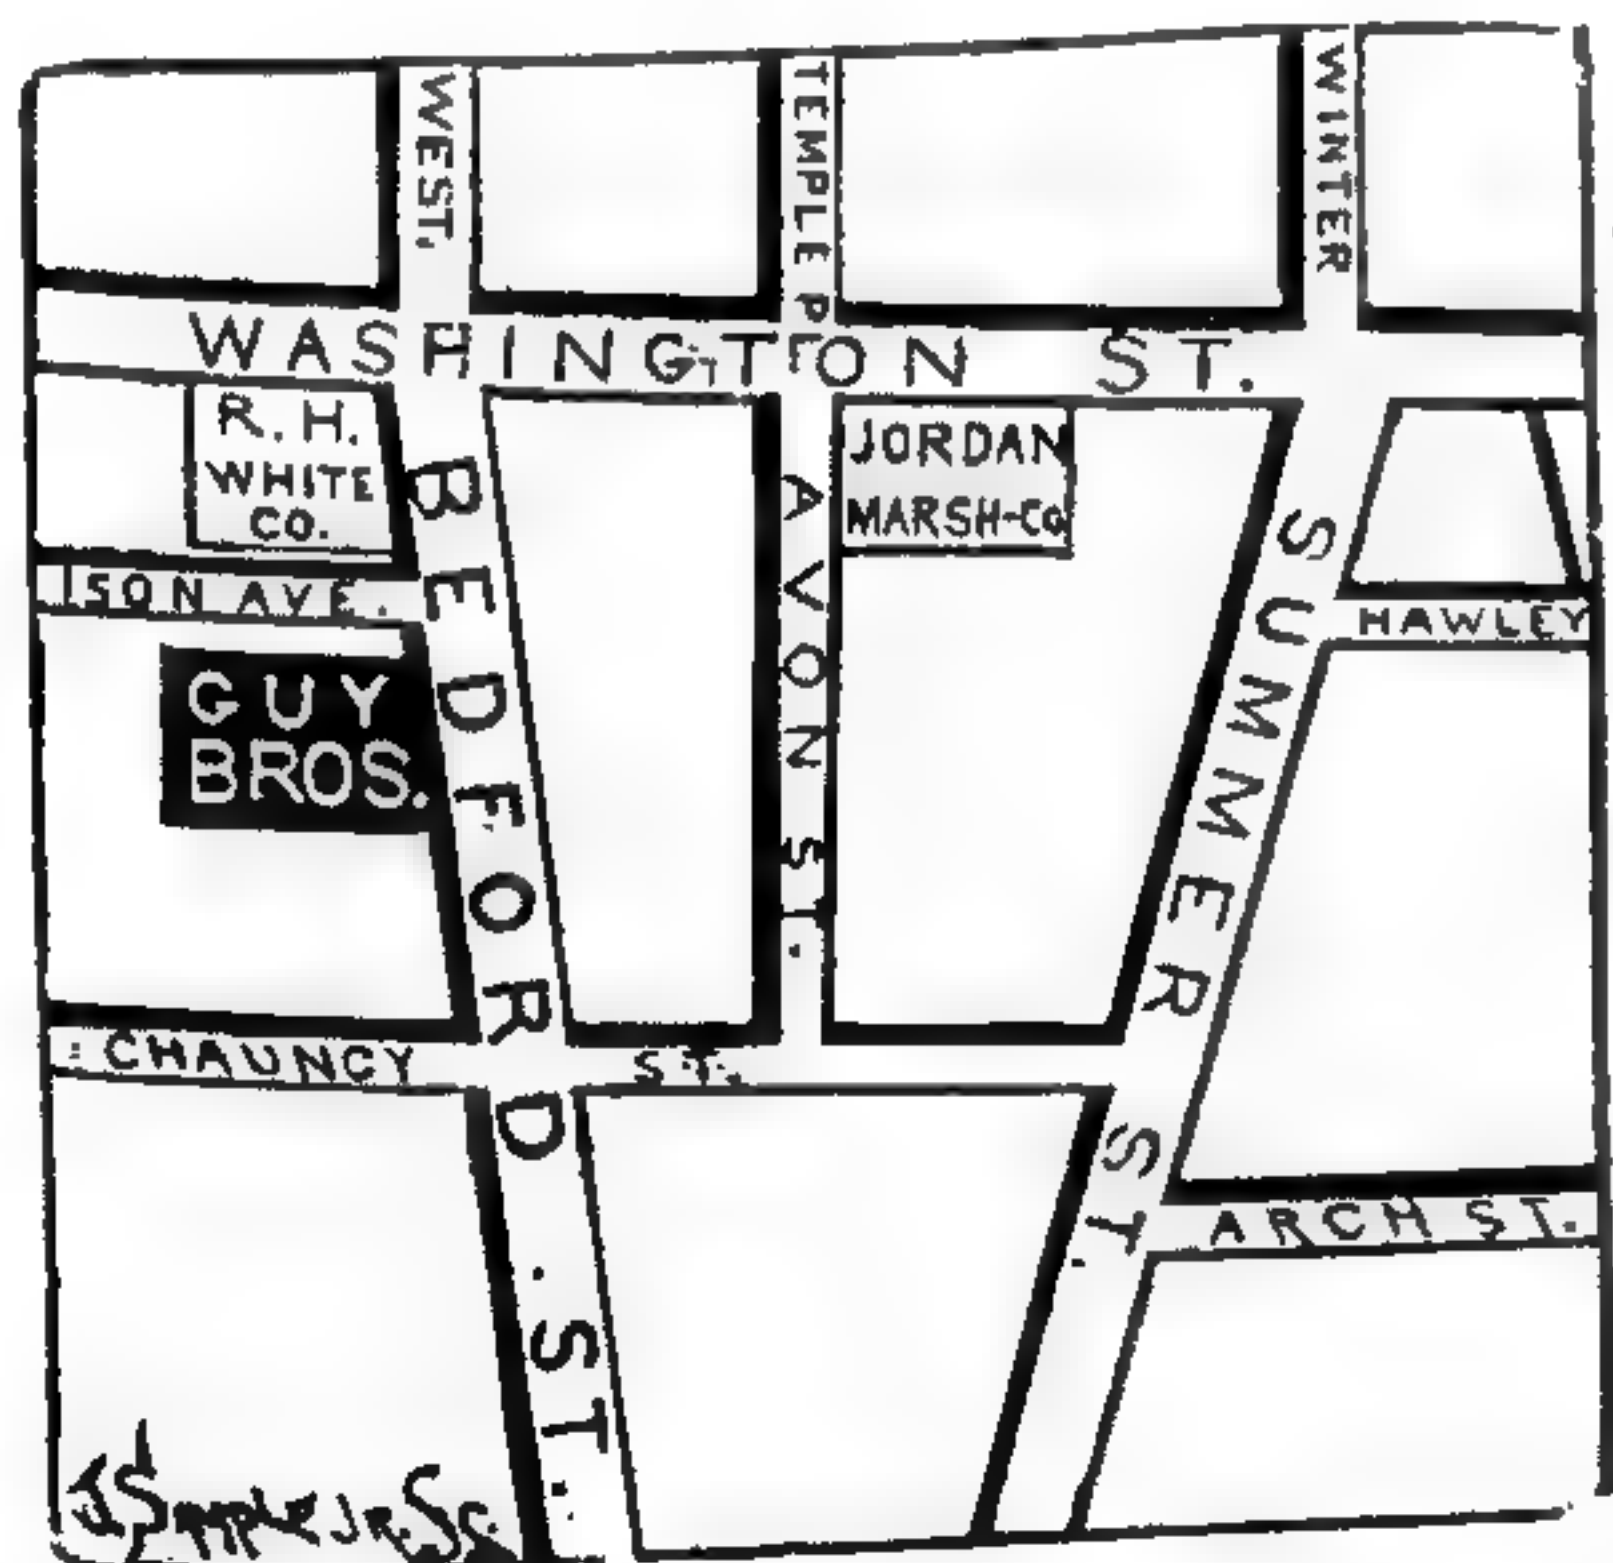 WEST.
TEMPLE PL
WINTER
WASHINGTON ST.
R. H.
WHITE
CO.
JORDAN
MARSH-CO
BEDFORD ST.
AVON ST.
SUMMER ST.
ISON AVE.
HAWLEY
GUY
BROS.
CHAUNCY ST.
ARCH ST.